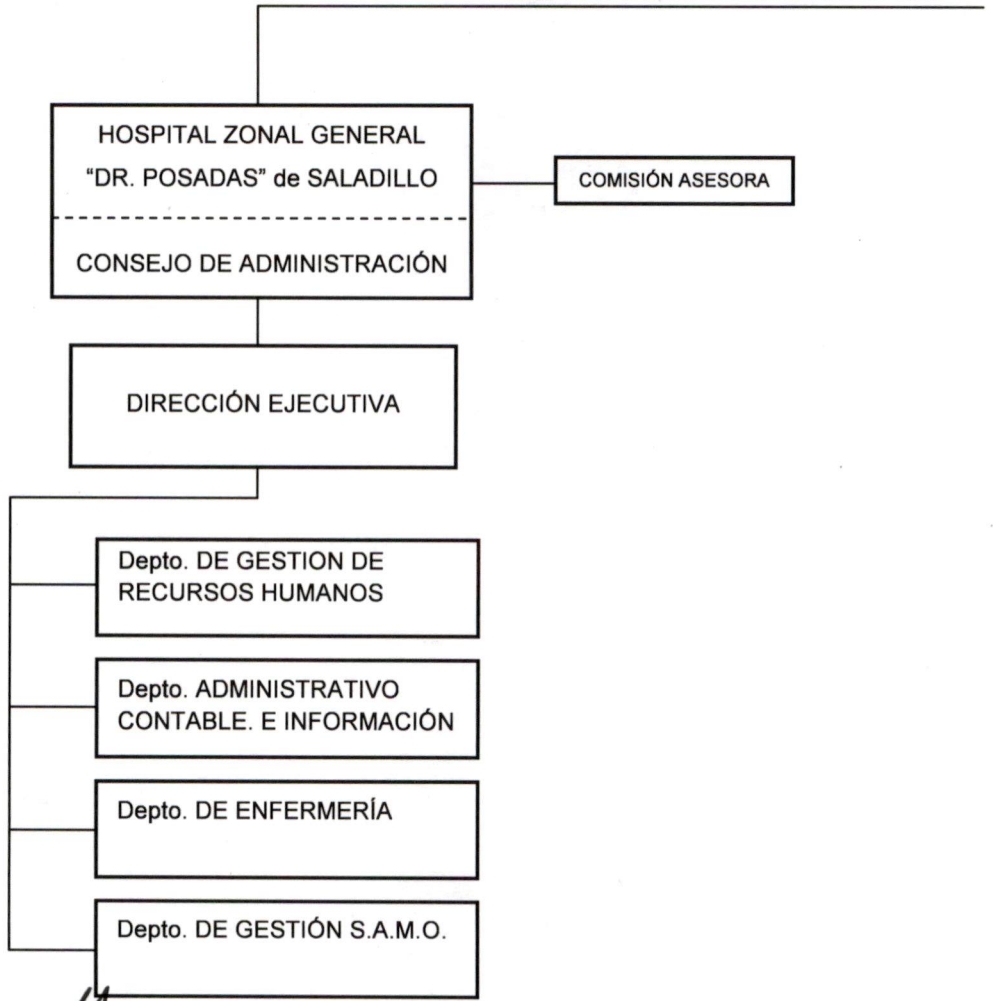 HOSPITAL ZONAL GENERAL
“DR. POSADAS” de SALADILLO
COMISIÓN ASESORA
CONSEJO DE ADMINISTRACIÓN
DIRECCIÓN EJECUTIVA
Depto. DE GESTION DE
RECURSOS HUMANOS
Depto. ADMINISTRATIVO
CONTABLE. E INFORMACIÓN
Depto. DE ENFERMERÍA
Depto. DE GESTIÓN S.A.M.O.